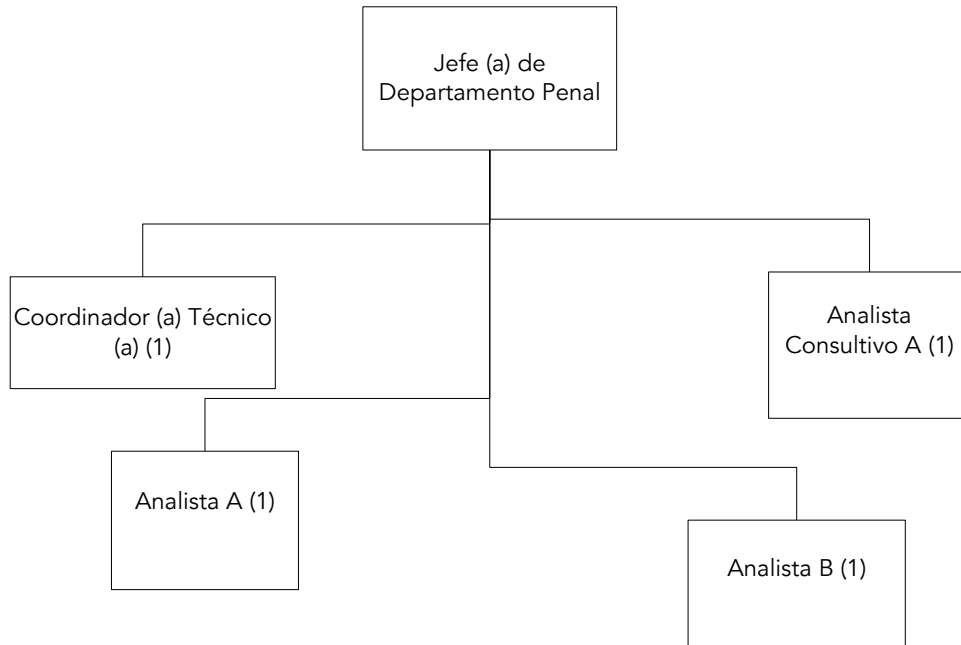 Jefe (a) de
Departamento Penal
Coordinador (a) Técnico
(a) (1)
Analista
Consultivo A (1)
Analista A (1)
Analista B (1)